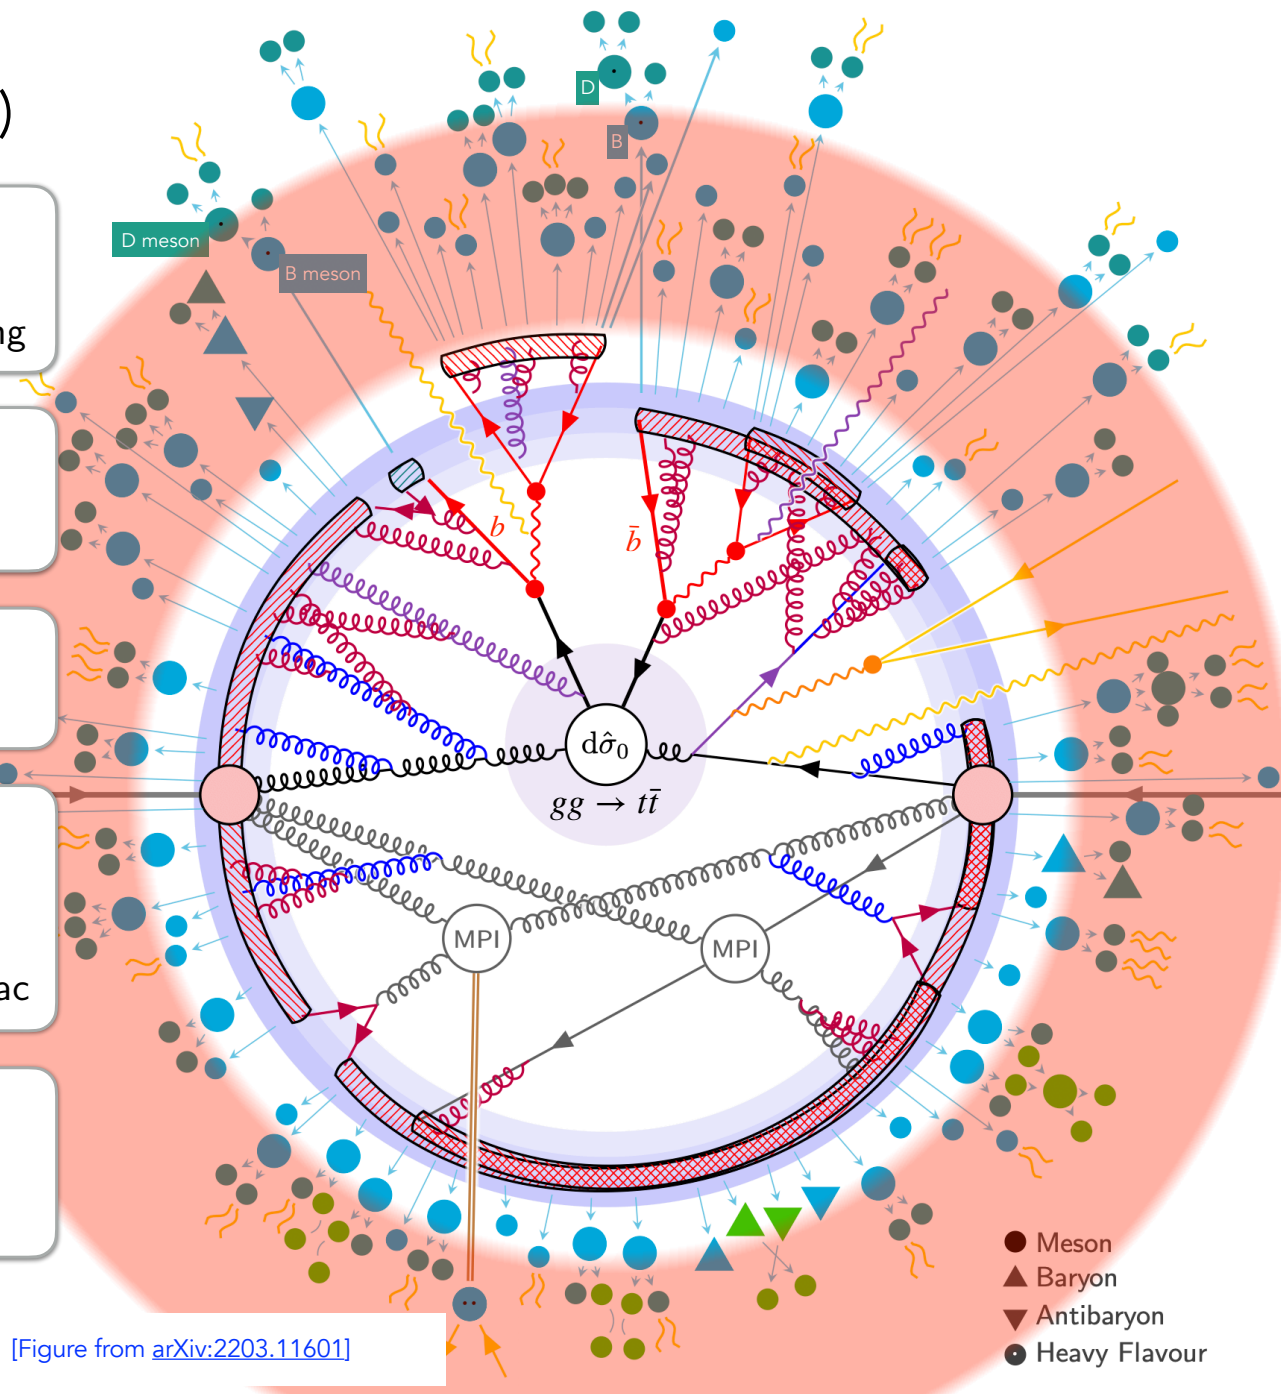 )
D
B
D meson
B meson
ng
b
b̄
dσ̂₀
gg → tt̄
MPI
MPI
ac
Meson
Baryon
Antibaryon
Heavy Flavour
[Figure from arXiv:2203.11601]